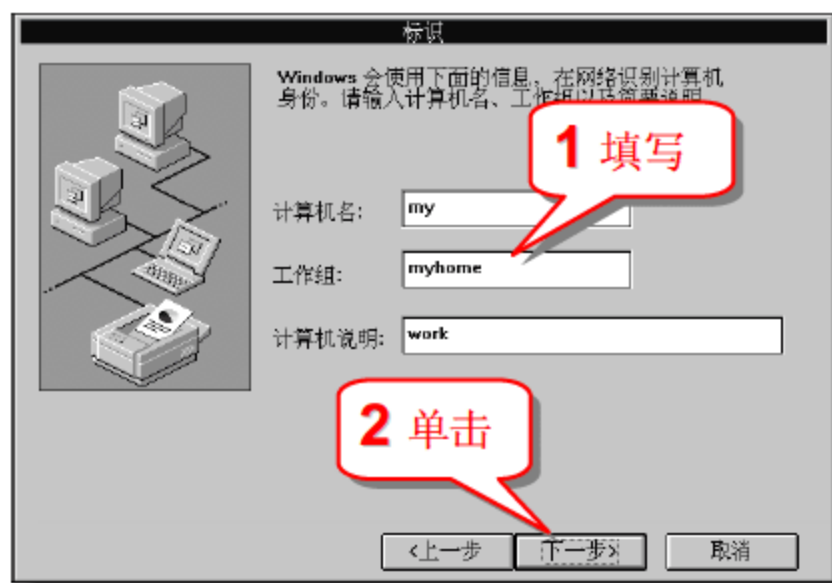 标识
Windows 会使用下面的信息，在网络识别计算机
身份。请输入计算机名、工作组以及简要说明
1 填写
计算机名: my
工作组: myhome
计算机说明: work
2 单击
<上一步 下一步> 取消